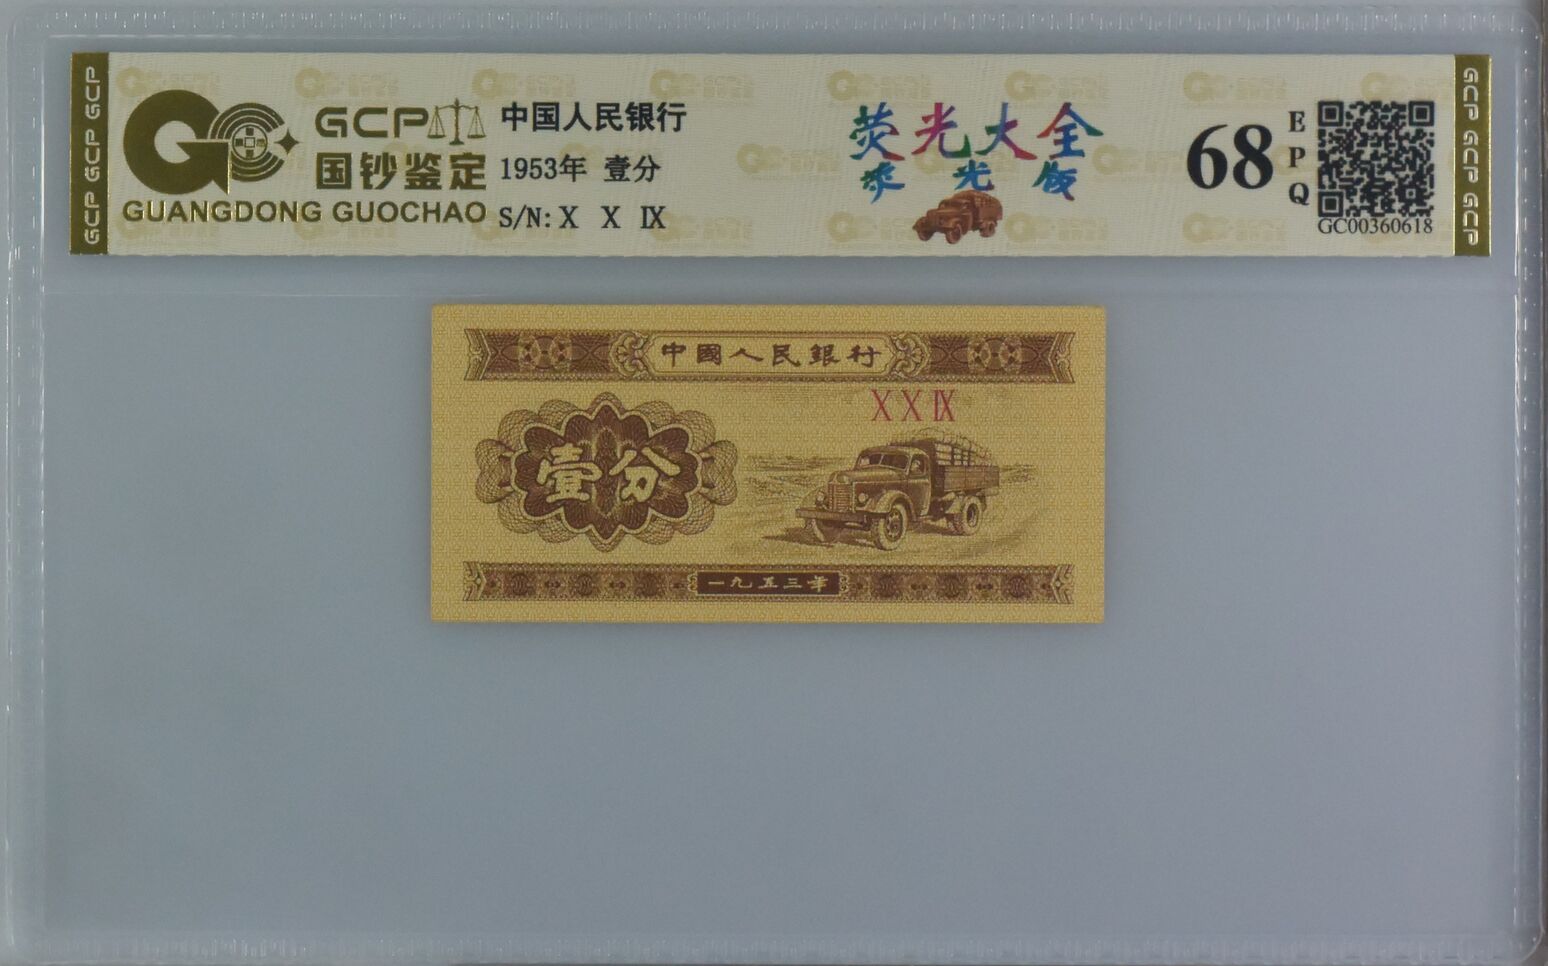 GCP GCP GCP
GCP
国钞鉴定
GUANGDONG GUOCHAO
中国人民银行
1953年 壹分
S/N: X X IX
荧光大全
光版
68
EPQ
GC00360618
GCP GCP GCP
中國人民銀行
X X IX
壹分
一九五三年